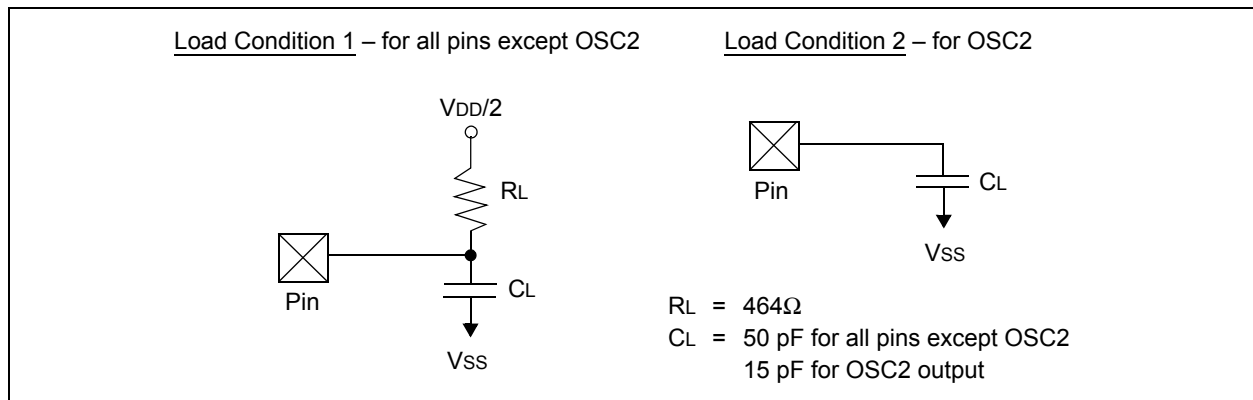 Load Condition 1 – for all pins except OSC2
Load Condition 2 – for OSC2
VDD/2
RL
Pin
CL
VSS
Pin
CL
VSS
RL = 464Ω
CL = 50 pF for all pins except OSC2
15 pF for OSC2 output